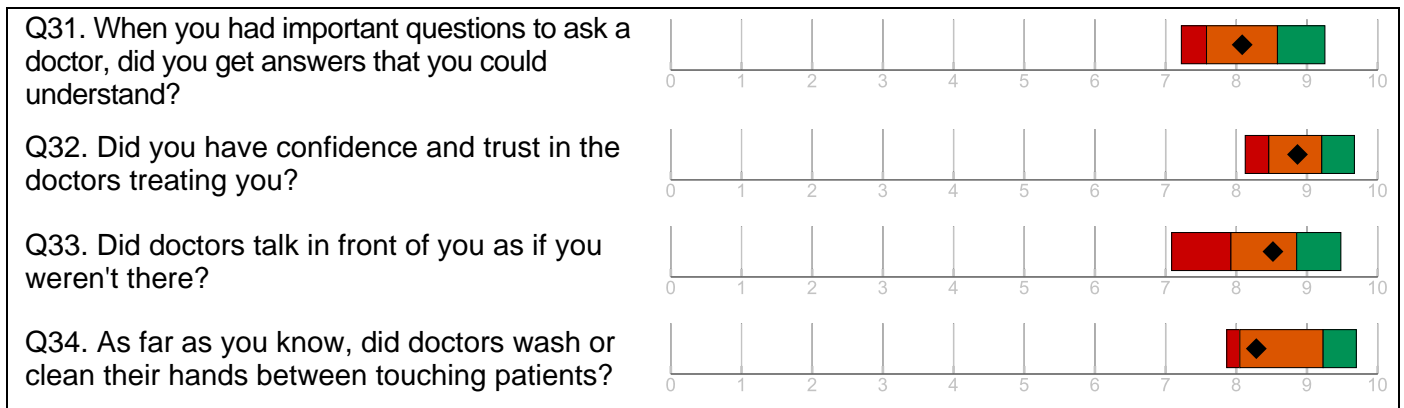 Q31. When you had important questions to ask a
doctor, did you get answers that you could
understand?
0 1 2 3 4 5 6 7 8 9 10
Q32. Did you have confidence and trust in the
doctors treating you?
0 1 2 3 4 5 6 7 8 9 10
Q33. Did doctors talk in front of you as if you
weren't there?
0 1 2 3 4 5 6 7 8 9 10
Q34. As far as you know, did doctors wash or
clean their hands between touching patients?
0 1 2 3 4 5 6 7 8 9 10